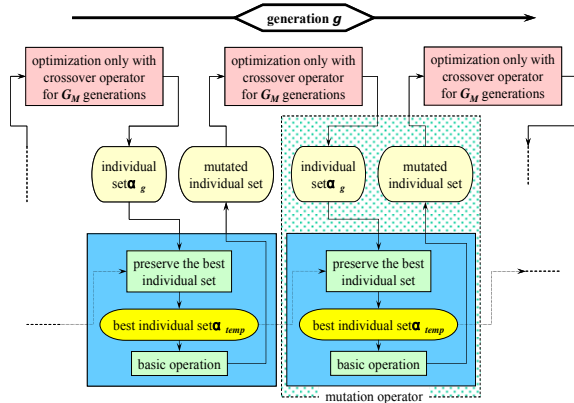 generation g
optimization only with
crossover operator
for G_M generations
optimization only with
crossover operator
for G_M generations
optimization only with
crossover operator
for G_M generations
individual
set α g
mutated
individual set
individual
set α g
mutated
individual set
preserve the best
individual set
preserve the best
individual set
best individual set α temp
best individual set α temp
basic operation
basic operation
mutation operator